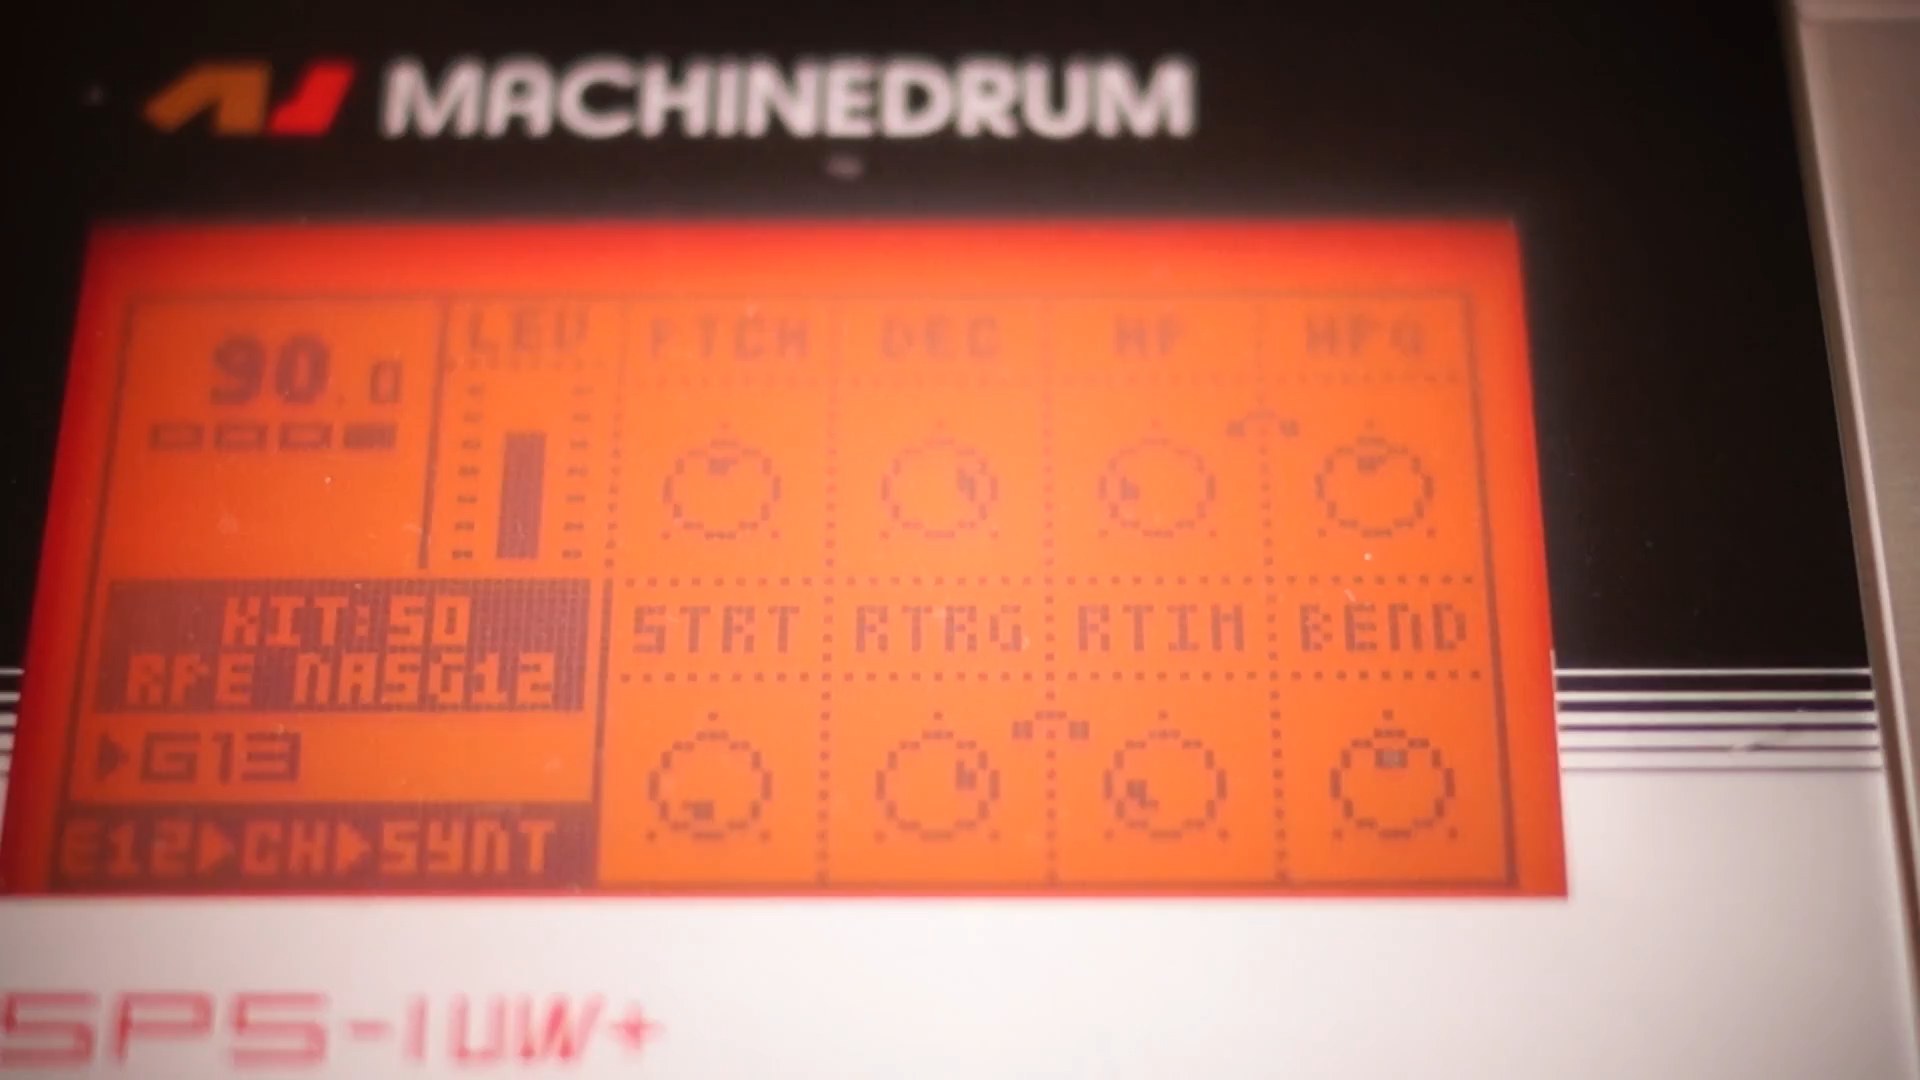 MACHINEDRUM
90.0
LEV PTCH DEC HP HPQ
KIT:50
RPE NASG12
STRT RTRG RTIM BEND
G13
E12▶CH▶SYNT
SPS-1UW+